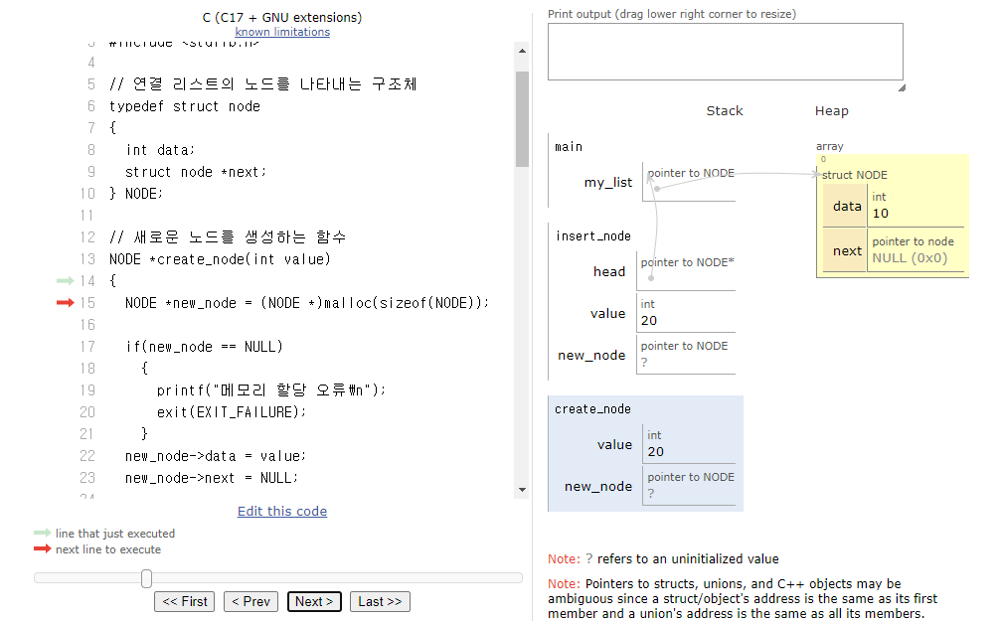 C (C17 + GNU extensions)
known limitations
3 #include <stdlib.h>
4
5 // 연결 리스트의 노드를 나타내는 구조체
6 typedef struct node
7 {
8 int data;
9 struct node *next;
10 } NODE;
11
12 // 새로운 노드를 생성하는 함수
13 NODE *create_node(int value)
14 {
15 NODE *new_node = (NODE *)malloc(sizeof(NODE));
16
17 if(new_node == NULL)
18 {
19 printf("메모리 할당 오류₩n");
20 exit(EXIT_FAILURE);
21 }
22 new_node->data = value;
23 new_node->next = NULL;
24
Edit this code
line that just executed
next line to execute
<< First
< Prev
Next >
Last >>
Print output (drag lower right corner to resize)
Stack
Heap
main
my_list
pointer to NODE
insert_node
head
pointer to NODE*
value
int
20
new_node
pointer to NODE
?
create_node
value
int
20
new_node
pointer to NODE
?
array
0
struct NODE
data
int
10
next
pointer to node
NULL (0x0)
Note: ? refers to an uninitialized value
Note: Pointers to structs, unions, and C++ objects may be
ambiguous since a struct/object's address is the same as its first
member and a union's address is the same as all its members.